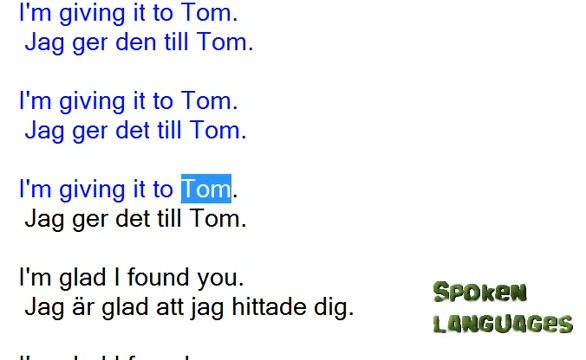 I'm giving it to Tom.
Jag ger den till Tom.
I'm giving it to Tom.
Jag ger det till Tom.
I'm giving it to Tom.
Jag ger det till Tom.
I'm glad I found you.
Jag är glad att jag hittade dig.
Spoken
Languages